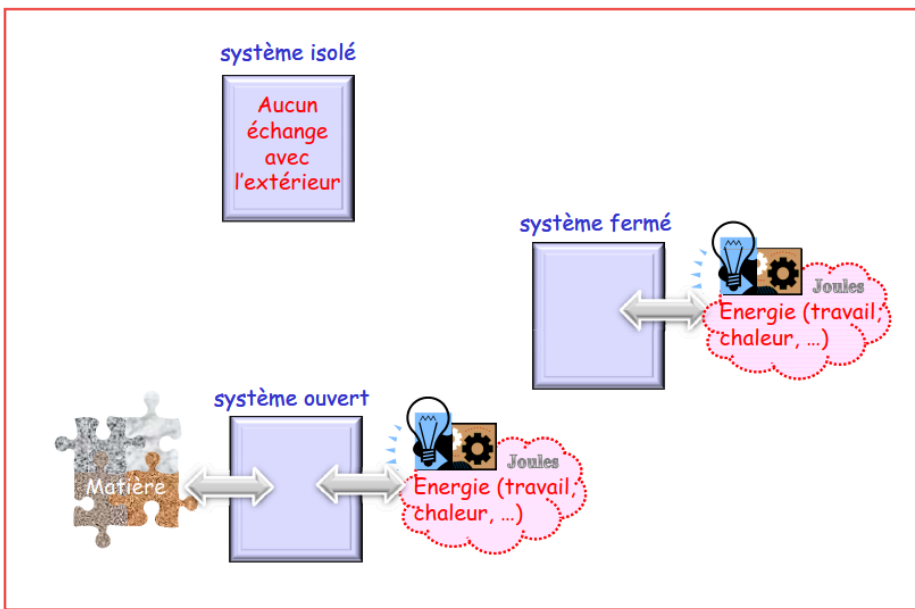 système isolé
Aucun
échange
avec
l'extérieur
système fermé
Joules
Energie (travail,
chaleur, ...)
système ouvert
Matière
Joules
Energie (travail,
chaleur, ...)